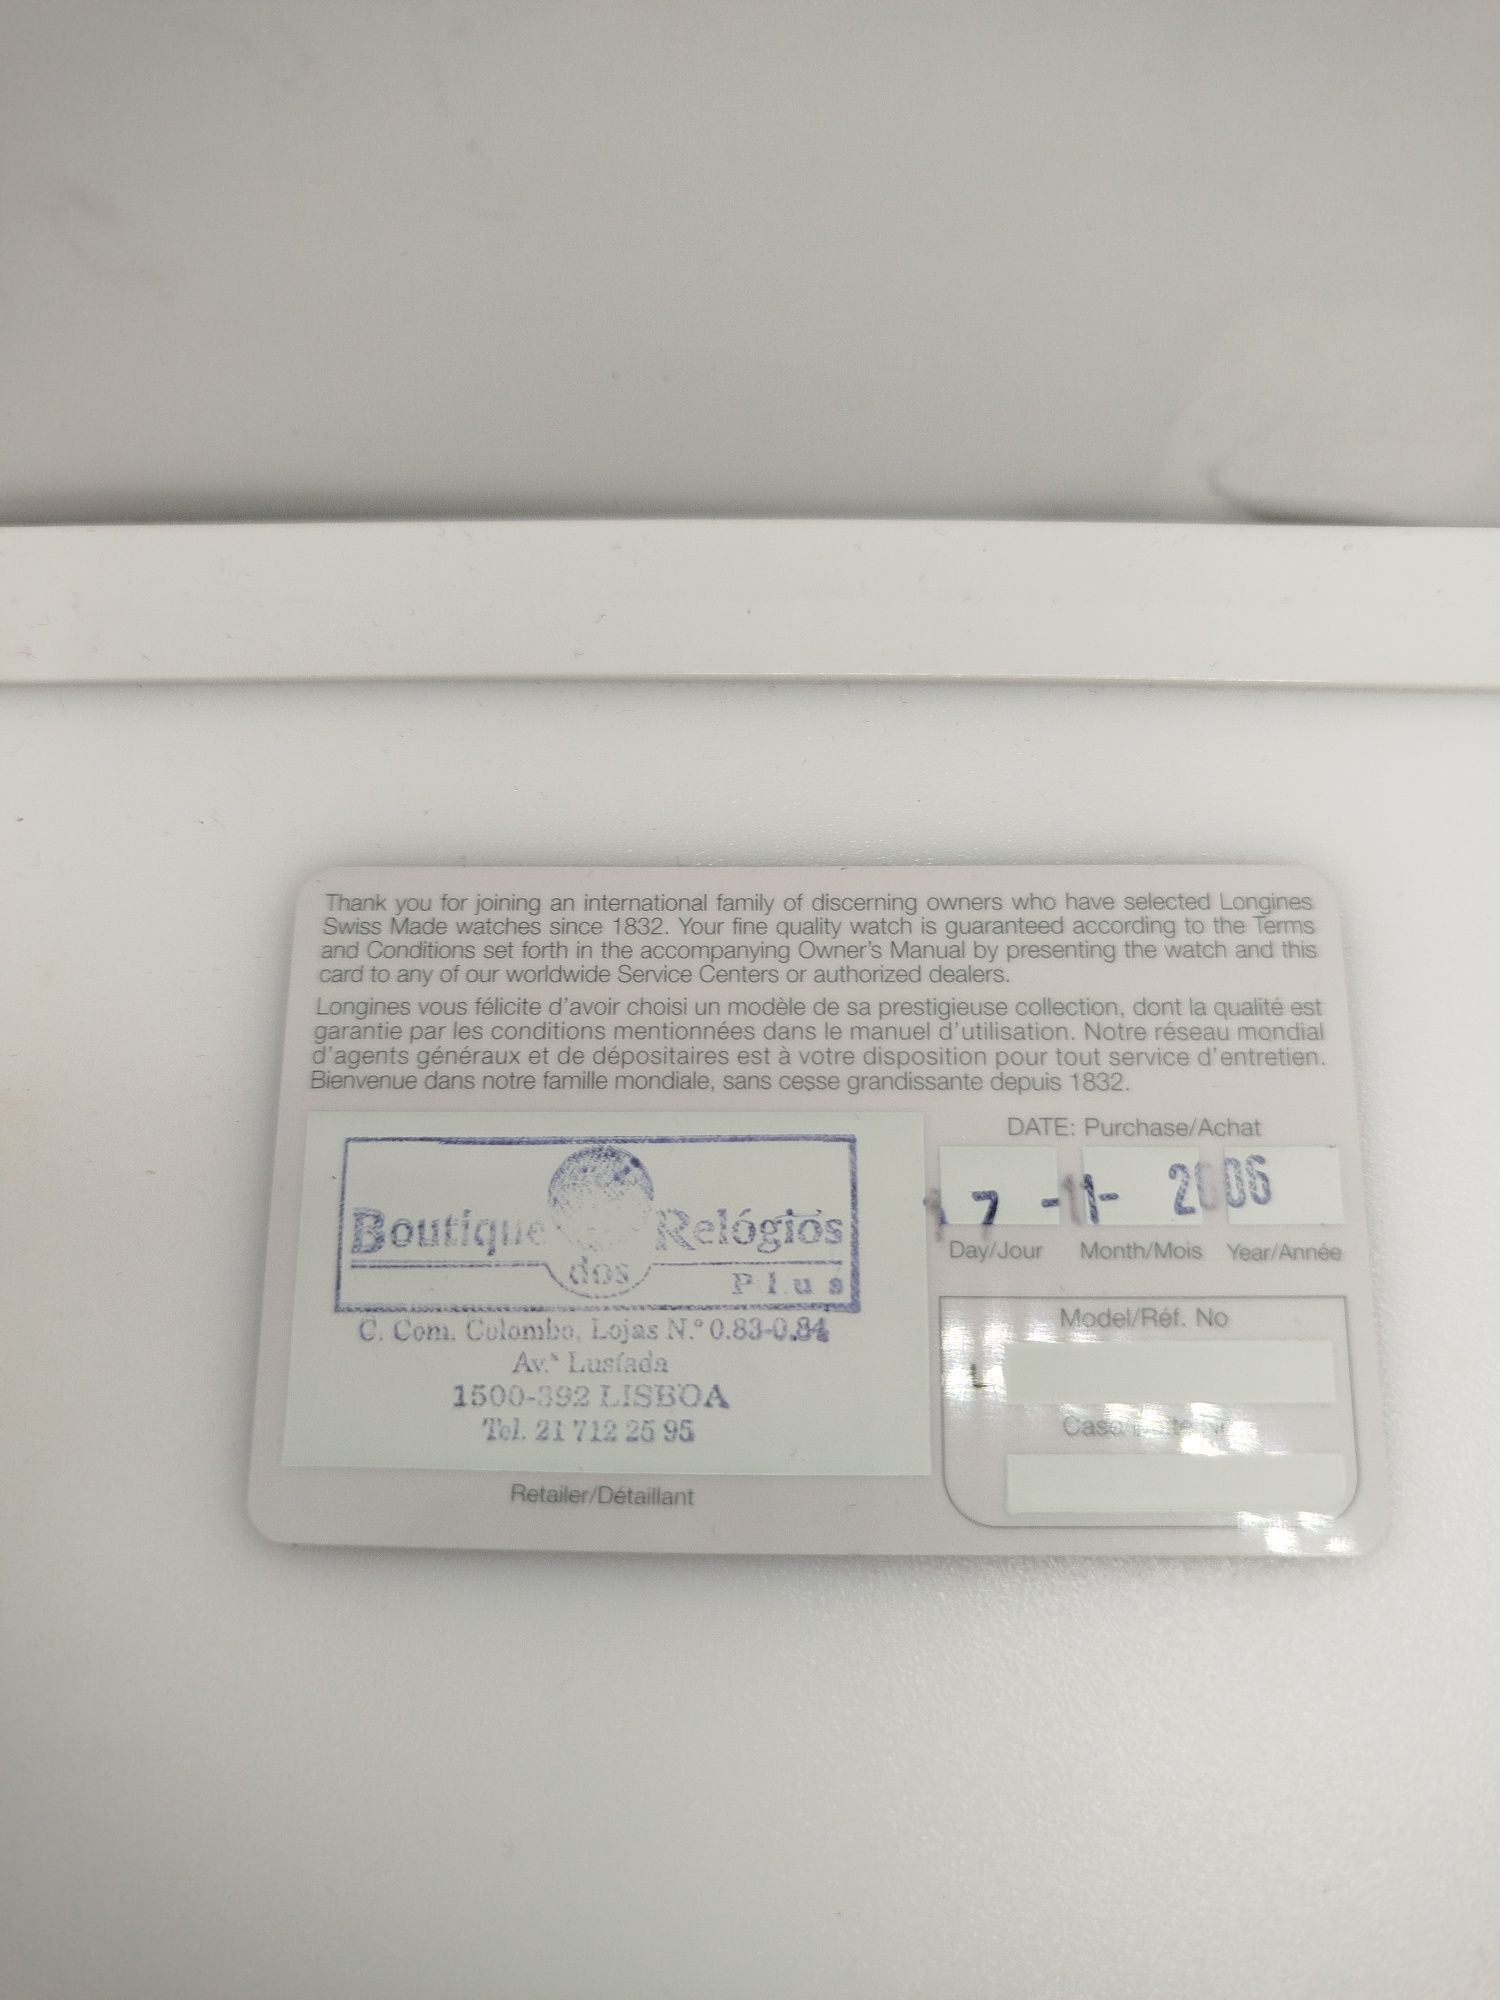 Thank you for joining an international family of discerning owners who have selected Longines
Swiss Made watches since 1832. Your fine quality watch is guaranteed according to the Terms
and Conditions set forth in the accompanying Owner's Manual by presenting the watch and this
card to any of our worldwide Service Centers or authorized dealers.
Longines vous félicite d'avoir choisi un modèle de sa prestigieuse collection, dont la qualité est
garantie par les conditions mentionnées dans le manuel d'utilisation. Notre réseau mondial
d'agents généraux et de dépositaires est à votre disposition pour tout service d'entretien.
Bienvenue dans notre famille mondiale, sans cesse grandissante depuis 1832.
Boutique Relógios
dos Plus
C. Com. Colombo, Lojas N.º 0.83-0.84
Av.ª Lusíada
1500-392 LISBOA
Tel. 21 712 25 95
Retailer/Détaillant
DATE: Purchase/Achat
17 -11- 2006
Day/Jour Month/Mois Year/Année
Model/Réf. No
L